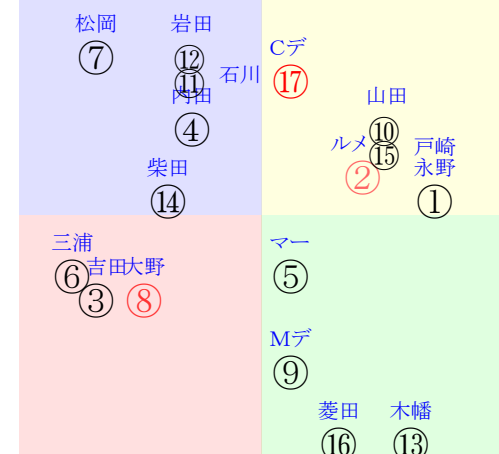 松岡
⑦
岩田
⑫
石川
⑪
内田
④
柴田
⑭
Cデ
⑰
山田
⑩
ルメ
⑮
②
戸崎
永野
①
三浦
⑥
吉田
③
大野
⑧
マー
⑤
Mデ
⑨
菱田
⑯
木幡
⑬